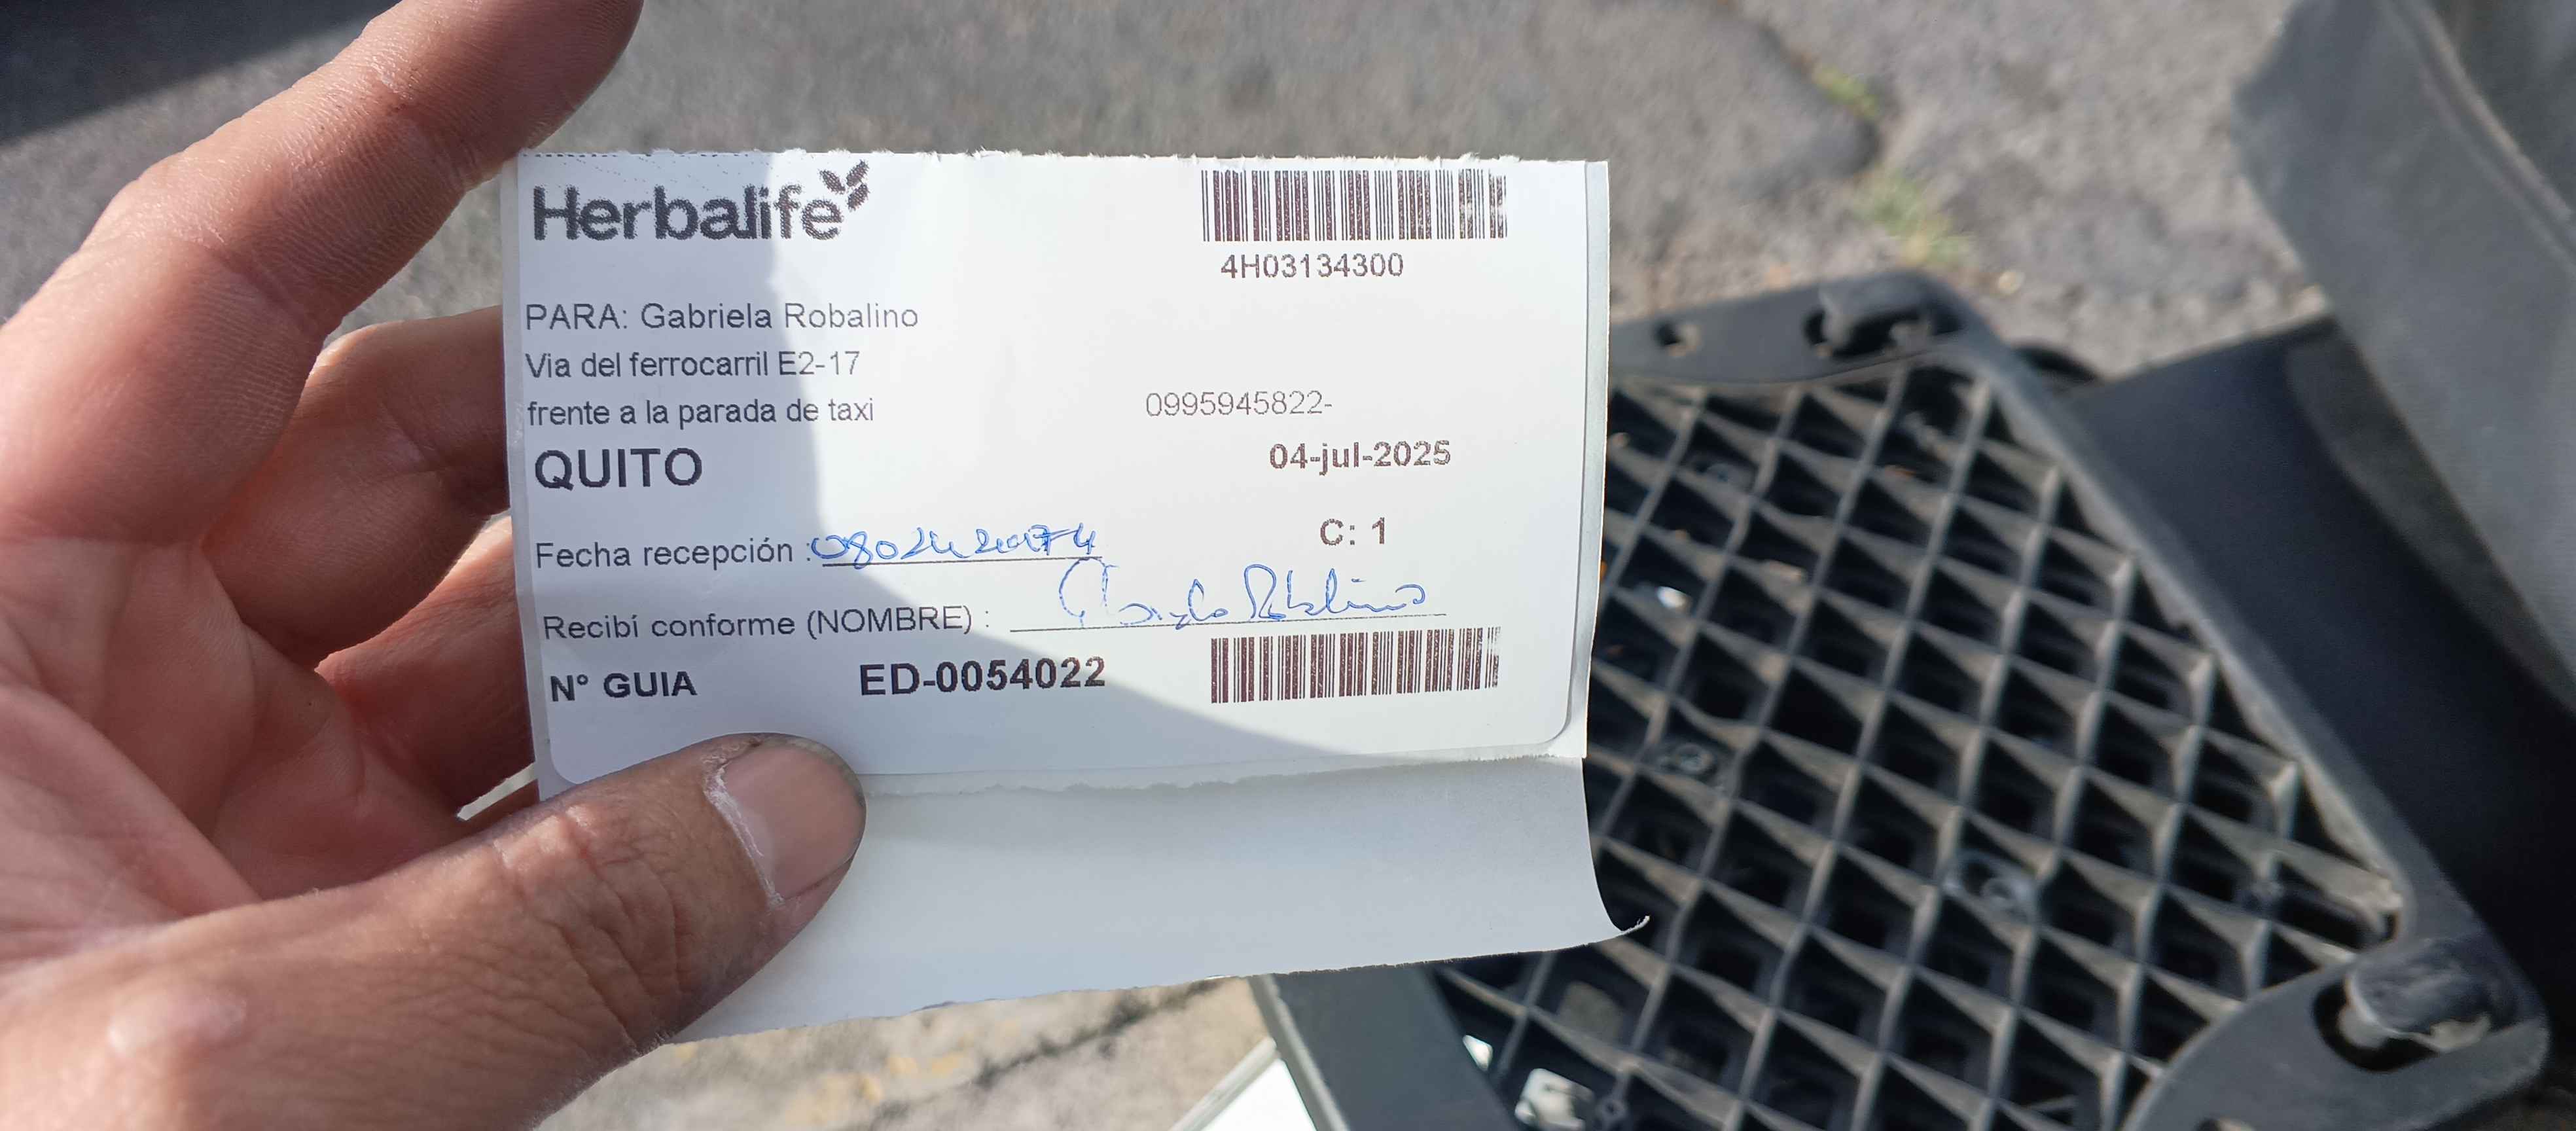 Herbalife
4H03134300
PARA: Gabriela Robalino
Via del ferrocarril E2-17
frente a la parada de taxi
0995945822-
QUITO
04-jul-2025
C: 1
Fecha recepción :
Recibí conforme (NOMBRE) : Robalino
N° GUIA ED-0054022